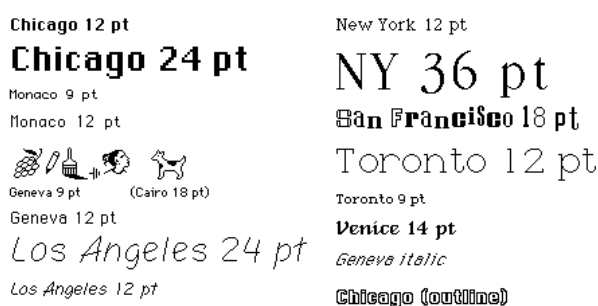 Chicago 12 pt
Chicago 24 pt
Monaco 9 pt
Monaco 12 pt
Geneva 9 pt (Cairo 18 pt)
Geneva 12 pt
Los Angeles 24 pt
Los Angeles 12 pt
New York 12 pt
NY 36 pt
San Francisco 18 pt
Toronto 12 pt
Toronto 9 pt
Venice 14 pt
Geneva italic
Chicago (outline)